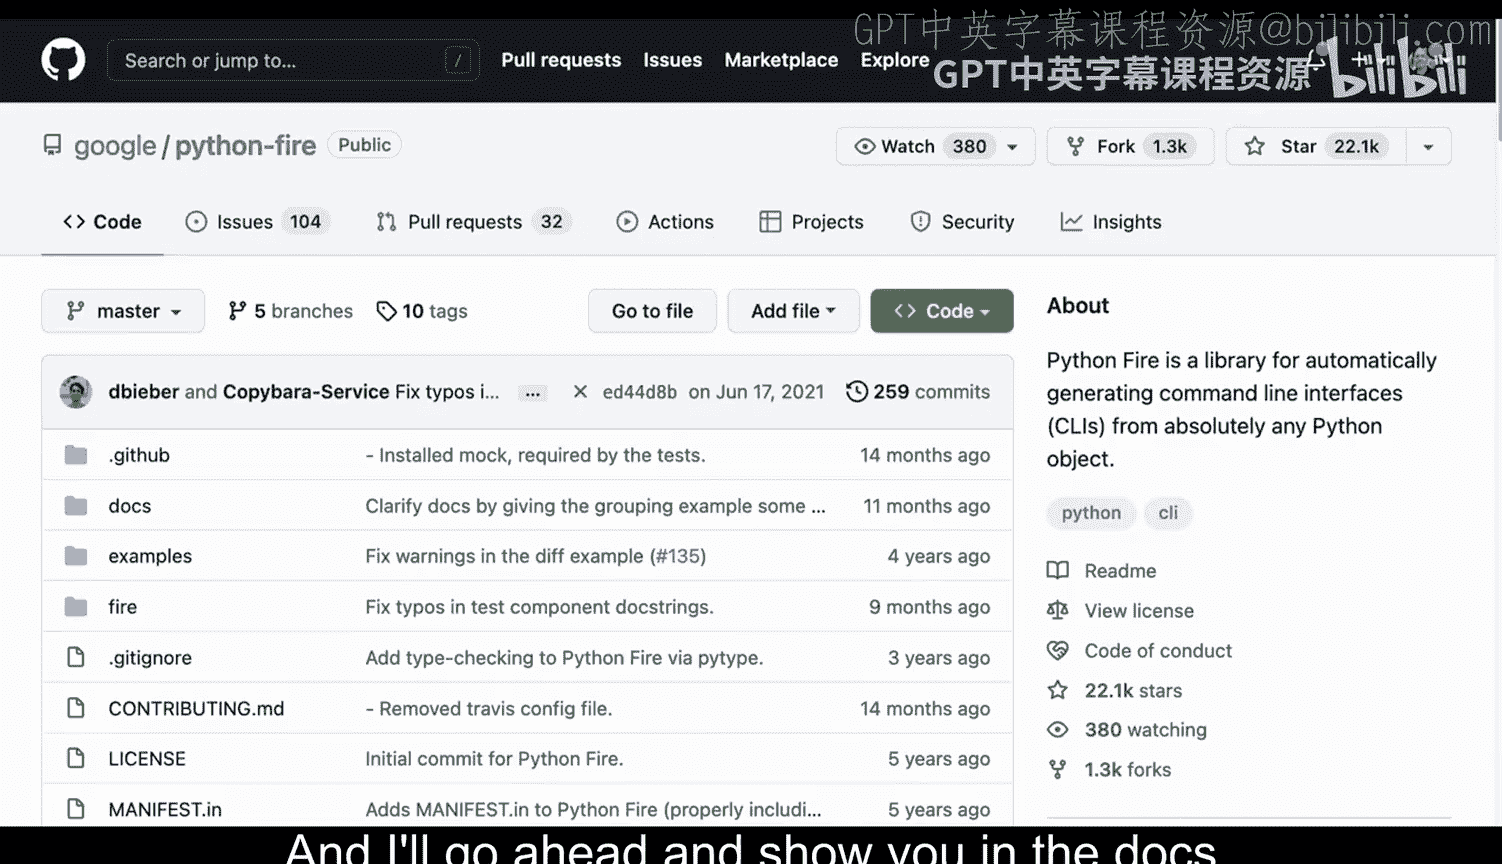 GPT中英字幕课程资源@bilibili.com
Search or jump to... / Pull requests Issues Marketplace Explore
GPT中英字幕课程资源 bilibili
google / python-fire Public
Watch 380 Fork 1.3k Star 22.1k
Code Issues 104 Pull requests 32 Actions Projects Security Insights
master 5 branches 10 tags Go to file Add file Code
dbieber and Copybara-Service Fix typos i... ... ed44d8b on Jun 17, 2021 259 commits
.github - Installed mock, required by the tests. 14 months ago
docs Clarify docs by giving the grouping example some ... 11 months ago
examples Fix warnings in the diff example (#135) 4 years ago
fire Fix typos in test component docstrings. 9 months ago
.gitignore Add type-checking to Python Fire via pytype. 3 years ago
CONTRIBUTING.md - Removed travis config file. 14 months ago
LICENSE Initial commit for Python Fire. 5 years ago
MANIFEST.in Adds MANIFEST.in to Python Fire (properly includi... 5 years ago
About
Python Fire is a library for automatically
generating command line interfaces
(CLIs) from absolutely any Python
object.
python cli
Readme
View license
Code of conduct
22.1k stars
380 watching
1.3k forks
And I'll go ahead and show you in the docs